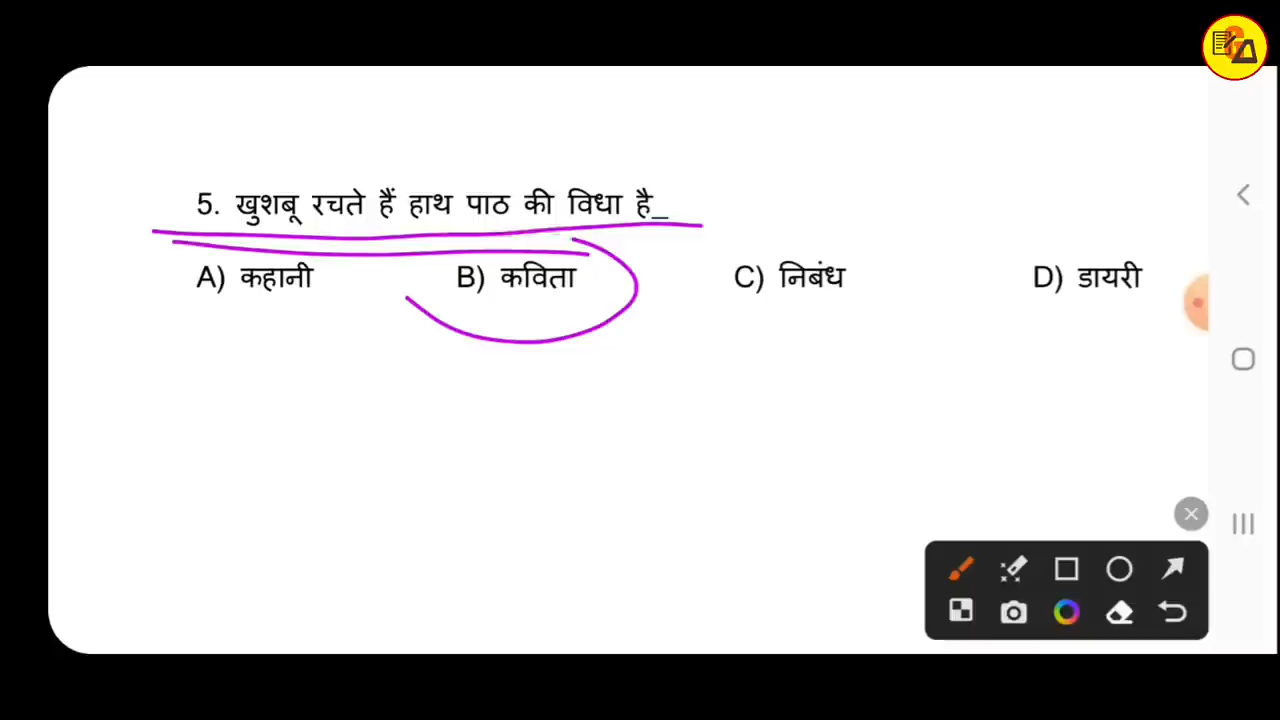 5. खुशबू रचते हैं हाथ पाठ की विधा है_
A) कहानी B) कविता C) निबंध D) डायरी